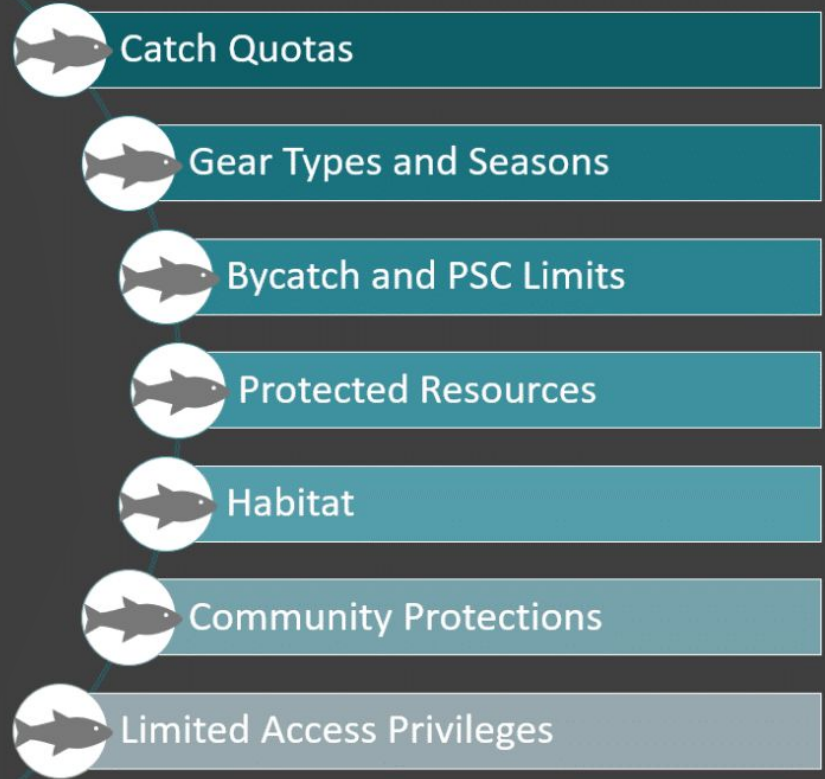 Catch Quotas
Gear Types and Seasons
Bycatch and PSC Limits
Protected Resources
Habitat
Community Protections
Limited Access Privileges